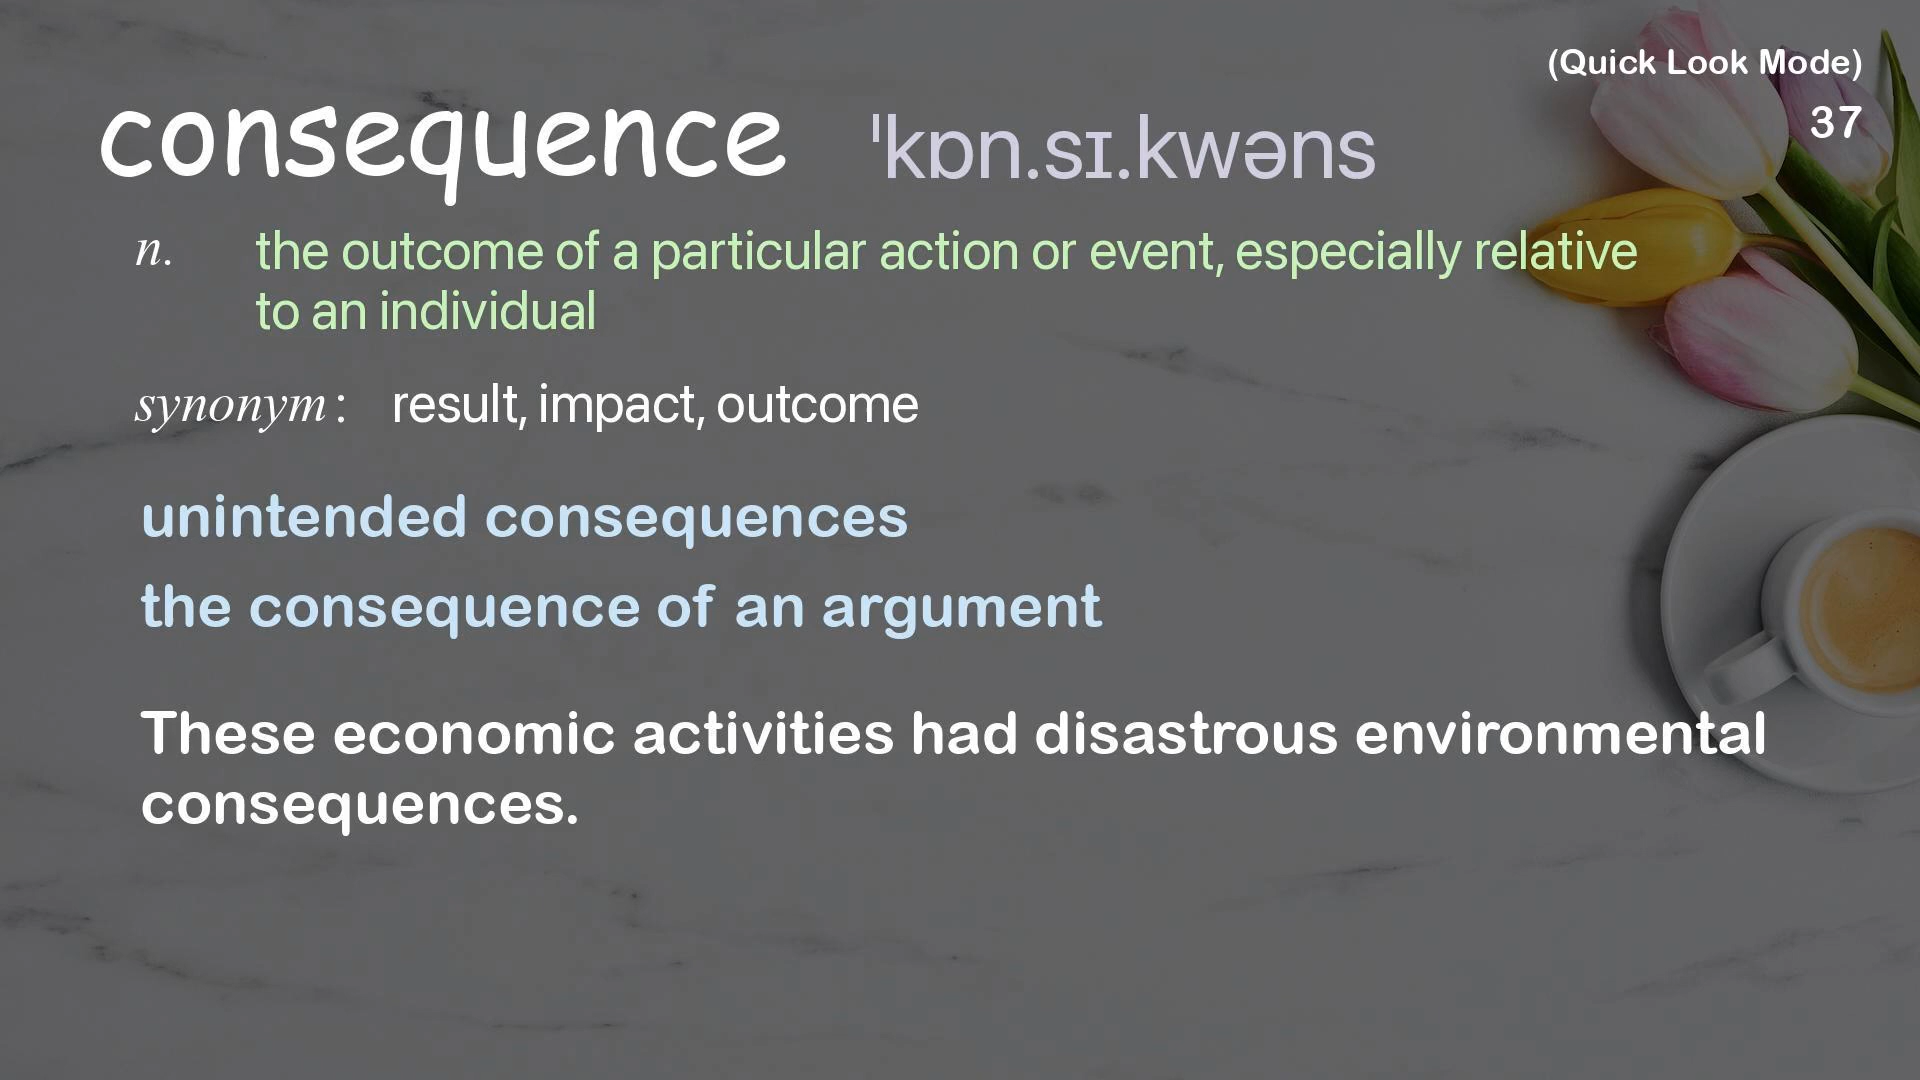 (Quick Look Mode)
37
consequence ˈkɒn.sɪ.kwəns
n. the outcome of a particular action or event, especially relative
to an individual
synonym: result, impact, outcome
unintended consequences
the consequence of an argument
These economic activities had disastrous environmental
consequences.